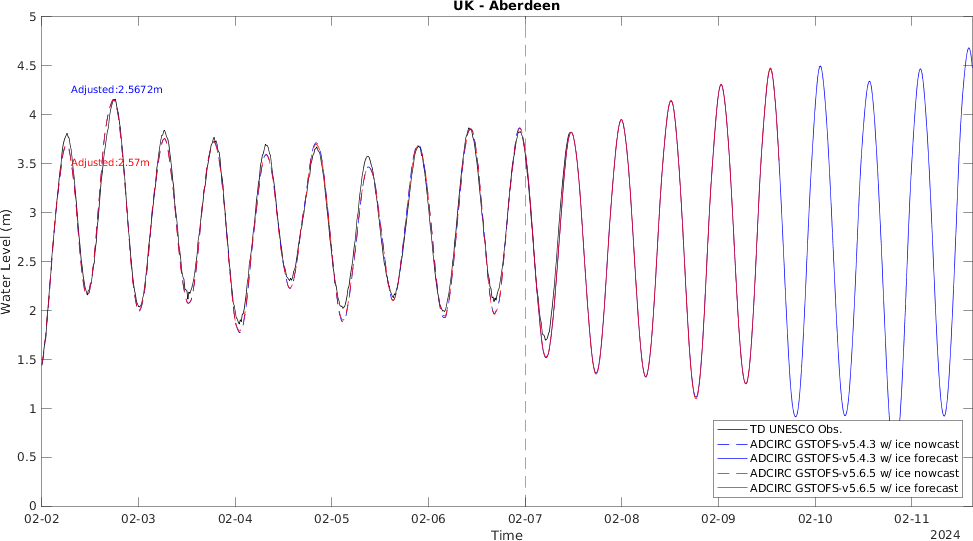 UK - Aberdeen
5
4.5
4
3.5
3
2.5
2
1.5
1
0.5
0
Water Level (m)
Adjusted:2.5672m
Adjusted:2.57m
TD UNESCO Obs.
ADCIRC GSTOFS-v5.4.3 w/ ice nowcast
ADCIRC GSTOFS-v5.4.3 w/ ice forecast
ADCIRC GSTOFS-v5.6.5 w/ ice nowcast
ADCIRC GSTOFS-v5.6.5 w/ ice forecast
02-02 02-03 02-04 02-05 02-06 02-07 02-08 02-09 02-10 02-11
Time
2024